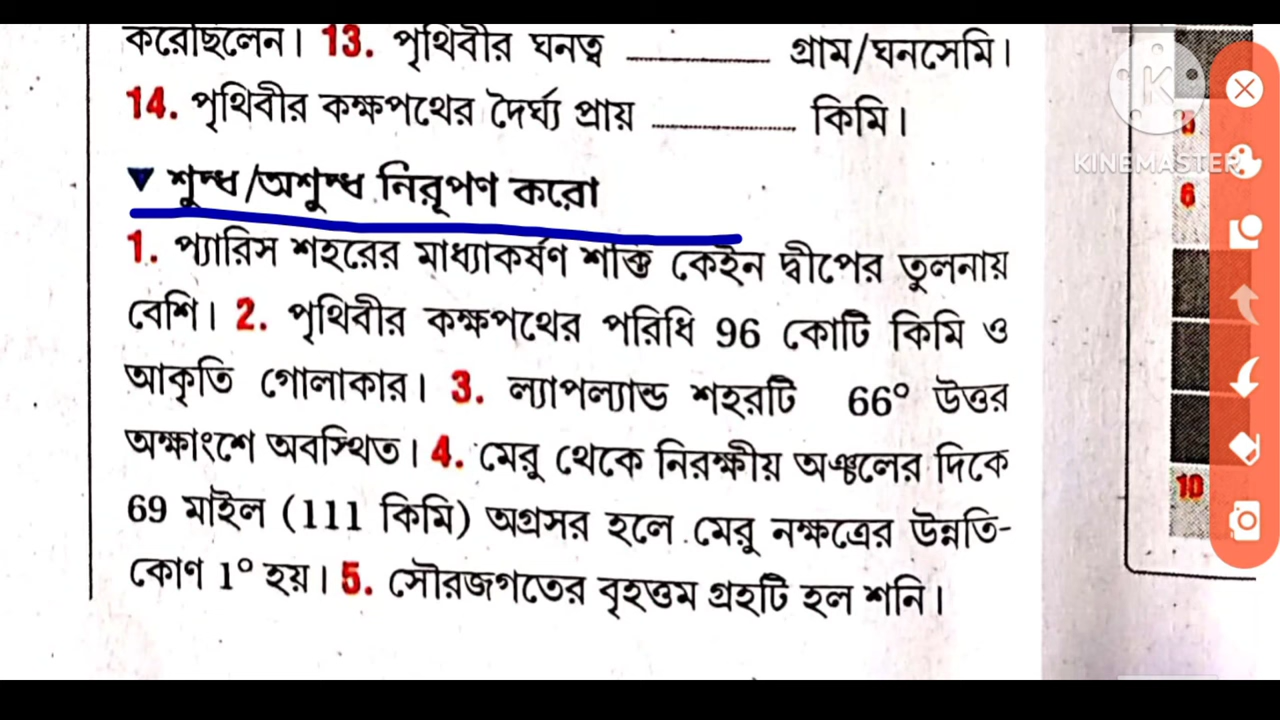 করেছিলেন। 13. পৃথিবীর ঘনত্ব ............ গ্রাম/ঘনসেমি।
14. পৃথিবীর কক্ষপথের দৈর্ঘ্য প্রায় ............ কিমি।
▼ শুদ্ধ/অশুদ্ধ নিরূপণ করো
1. প্যারিস শহরের মাধ্যাকর্ষণ শক্তি কেইন দ্বীপের তুলনায়
বেশি। 2. পৃথিবীর কক্ষপথের পরিধি 96 কোটি কিমি ও
আকৃতি গোলাকার। 3. ল্যাপল্যান্ড শহরটি 66° উত্তর
অক্ষাংশে অবস্থিত। 4. মেরু থেকে নিরক্ষীয় অঞ্চলের দিকে
69 মাইল (111 কিমি) অগ্রসর হলে মেরু নক্ষত্রের উন্নতি-
কোণ 1° হয়। 5. সৌরজগতের বৃহত্তম গ্রহটি হল শনি।
K
KINEMASTER
6
10